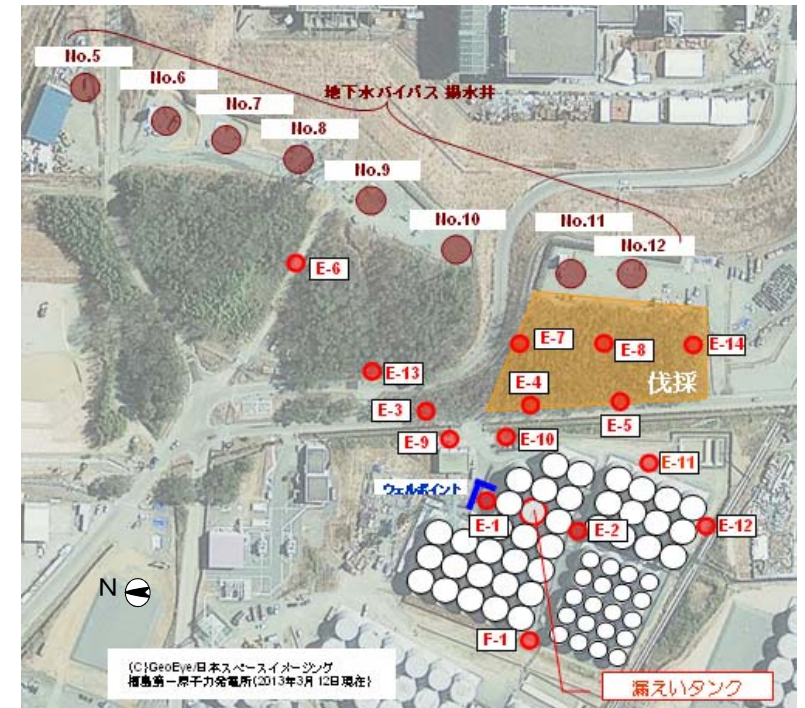 No.5
No.6
No.7
地下水バイパス 揚水井
No.8
No.9
No.10
No.11
No.12
E-6
E-7
E-8
E-14
E-13
伐採
E-4
E-3
E-5
E-9
E-10
E-11
ウェルポイント
E-1
E-2
E-12
N
F-1
(C)GeoEye/日本スペースイメージング
福島第一原子力発電所(2013年3月12日現在)
漏えいタンク